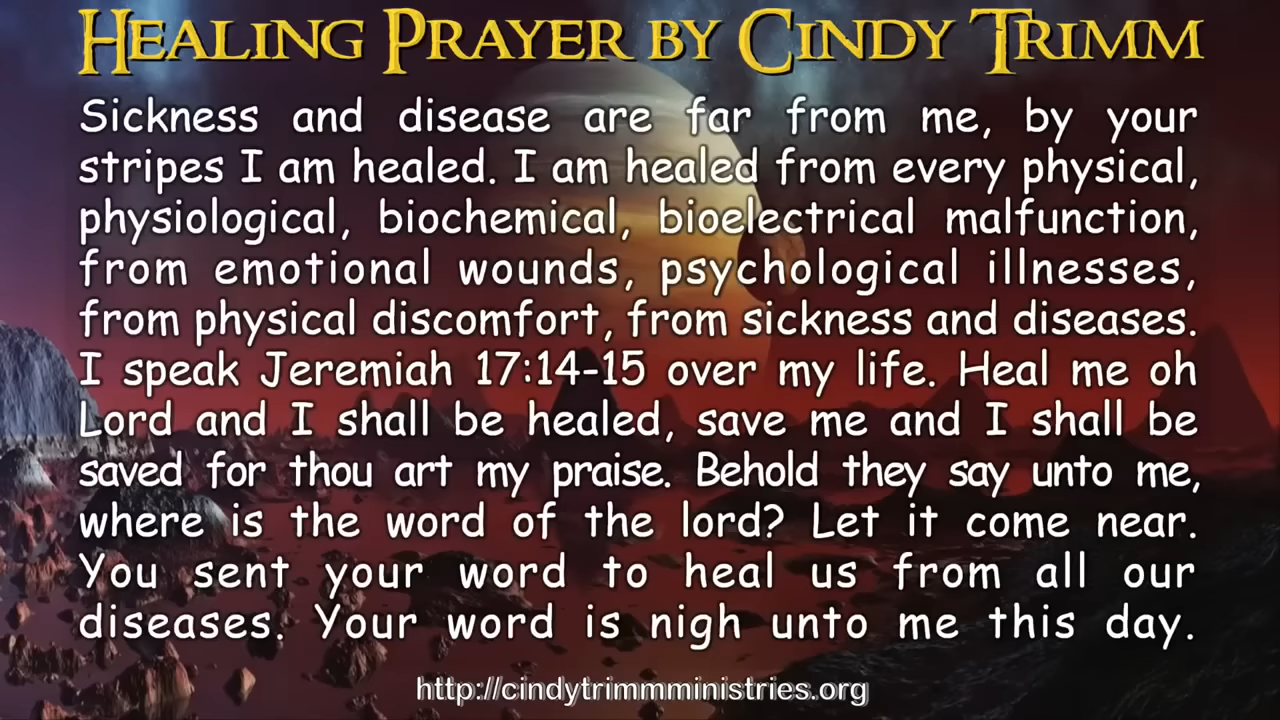 Healing Prayer by Cindy Trimm
Sickness and disease are far from me, by your
stripes I am healed. I am healed from every physical,
physiological, biochemical, bioelectrical malfunction,
from emotional wounds, psychological illnesses,
from physical discomfort, from sickness and diseases.
I speak Jeremiah 17:14-15 over my life. Heal me oh
Lord and I shall be healed, save me and I shall be
saved for thou art my praise. Behold they say unto me,
where is the word of the lord? Let it come near.
You sent your word to heal us from all our
diseases. Your word is nigh unto me this day.
http://cindytrimmministries.org